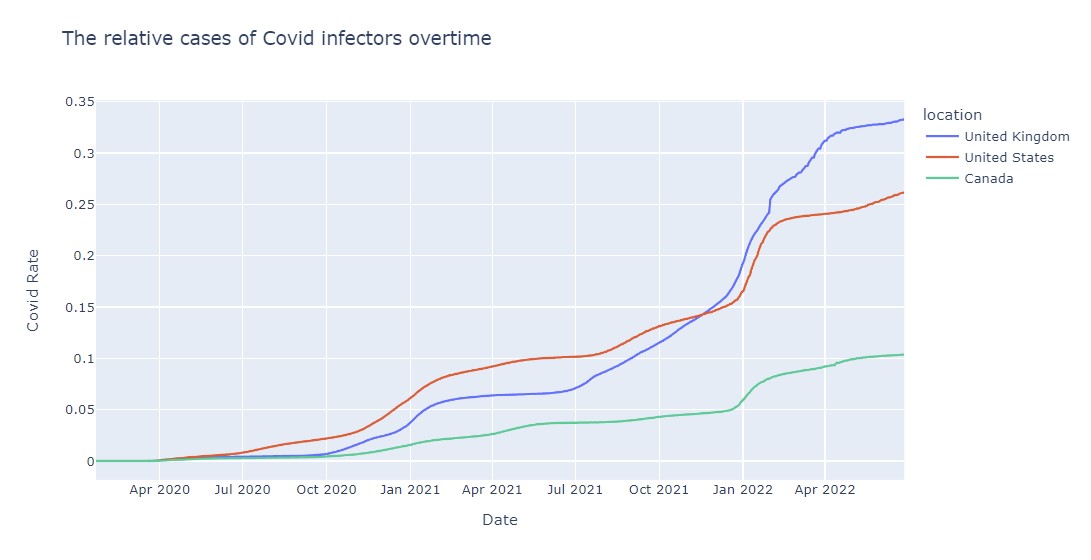 The relative cases of Covid infectors overtime
location
United Kingdom
United States
Canada
Covid Rate
0.35
0.3
0.25
0.2
0.15
0.1
0.05
0
Apr 2020 Jul 2020 Oct 2020 Jan 2021 Apr 2021 Jul 2021 Oct 2021 Jan 2022 Apr 2022
Date